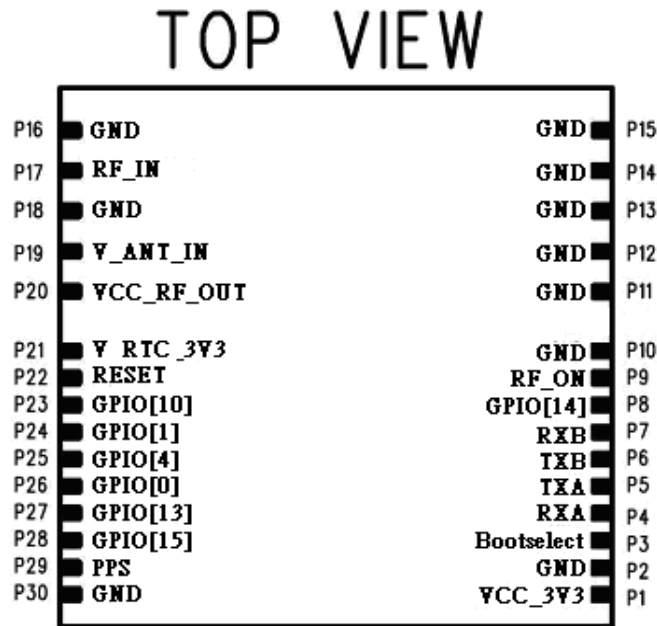 TOP VIEW
P16 GND GND P15
P17 RF_IN GND P14
P18 GND GND P13
P19 V_ANT_IN GND P12
P20 VCC_RF_OUT GND P11
P21 V_RTC_3V3 GND P10
P22 RESET RF_ON P9
P23 GPIO[10] GPIO[14] P8
P24 GPIO[1] RXB P7
P25 GPIO[4] TXB P6
P26 GPIO[0] TXA P5
P27 GPIO[13] RXA P4
P28 GPIO[15] Bootselect P3
P29 PPS GND P2
P30 GND VCC_3V3 P1